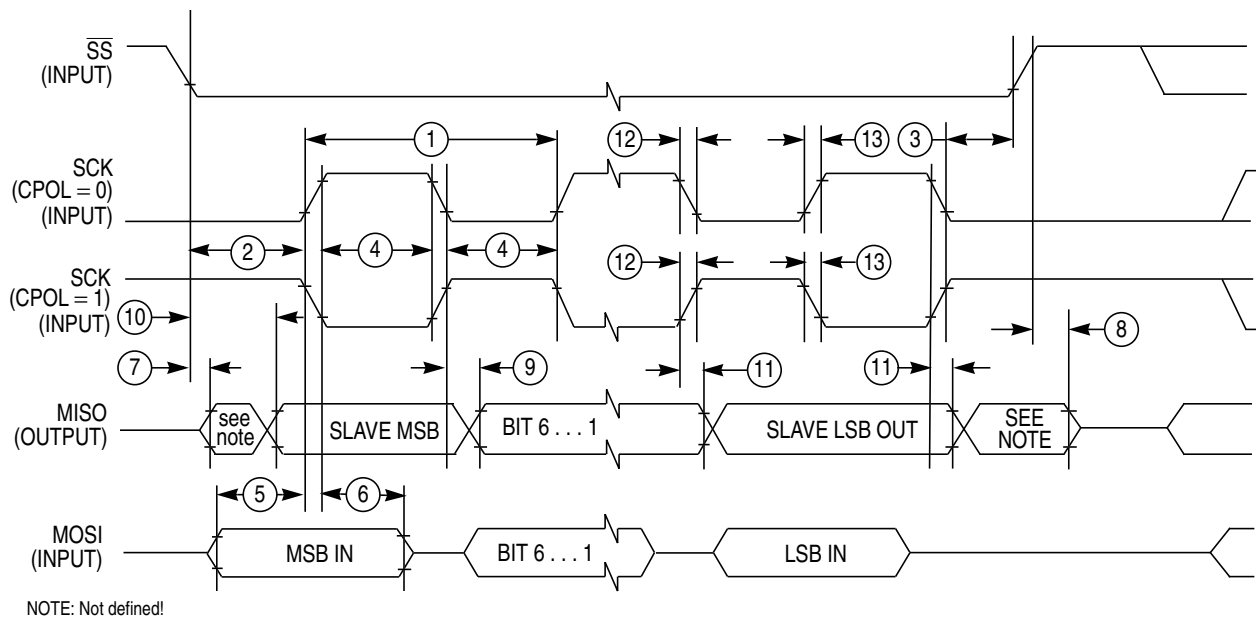 SS
(INPUT)
1
12
13
3
SCK
(CPOL = 0)
(INPUT)
2
4
4
12
13
SCK
(CPOL = 1)
(INPUT)
10
8
7
9
11
11
MISO
(OUTPUT)
see
note
SLAVE MSB
BIT 6 . . . 1
SLAVE LSB OUT
SEE
NOTE
5
6
MOSI
(INPUT)
MSB IN
BIT 6 . . . 1
LSB IN
NOTE: Not defined!